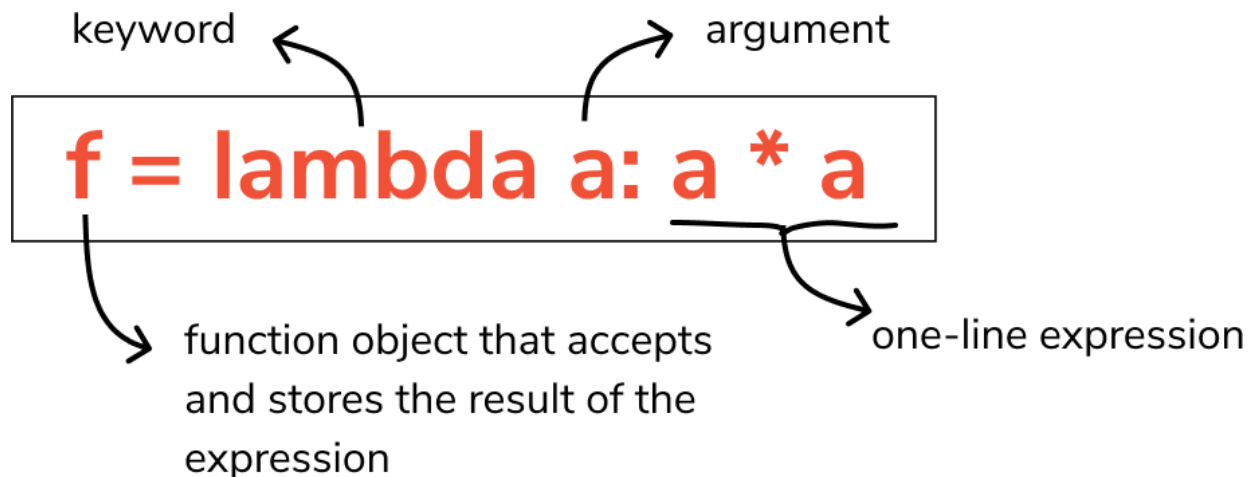 keyword
argument
f = lambda a: a * a
function object that accepts
and stores the result of the
expression
one-line expression